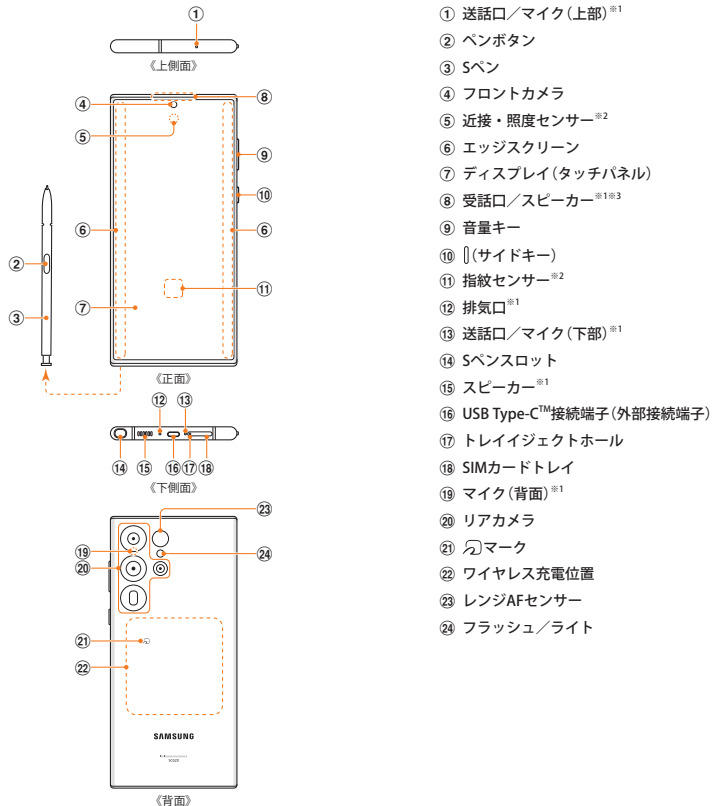 ①
《上側面》
④
⑧
⑤
⑨
⑩
⑥
⑥
②
⑪
⑦
③
《正面》
⑫
⑬
⑭
⑮
⑯
⑰
⑱
《下側面》
㉓
⑲
㉔
⑳
㉑
㉒
SAMSUNG
《背面》
① 送話口／マイク(上部)※1
② ペンボタン
③ Sペン
④ フロントカメラ
⑤ 近接・照度センサー※2
⑥ エッジスクリーン
⑦ ディスプレイ(タッチパネル)
⑧ 受話口／スピーカー※1※3
⑨ 音量キー
⑩ (サイドキー)
⑪ 指紋センサー※2
⑫ 排気口※1
⑬ 送話口／マイク(下部)※1
⑭ Sペンスロット
⑮ スピーカー※1
⑯ USB Type-C™接続端子(外部接続端子)
⑰ トレイイジェクトホール
⑱ SIMカードトレイ
⑲ マイク(背面)※1
⑳ リアカメラ
㉑ マーク
㉒ ワイヤレス充電位置
㉓ レンジAFセンサー
㉔ フラッシュ／ライト